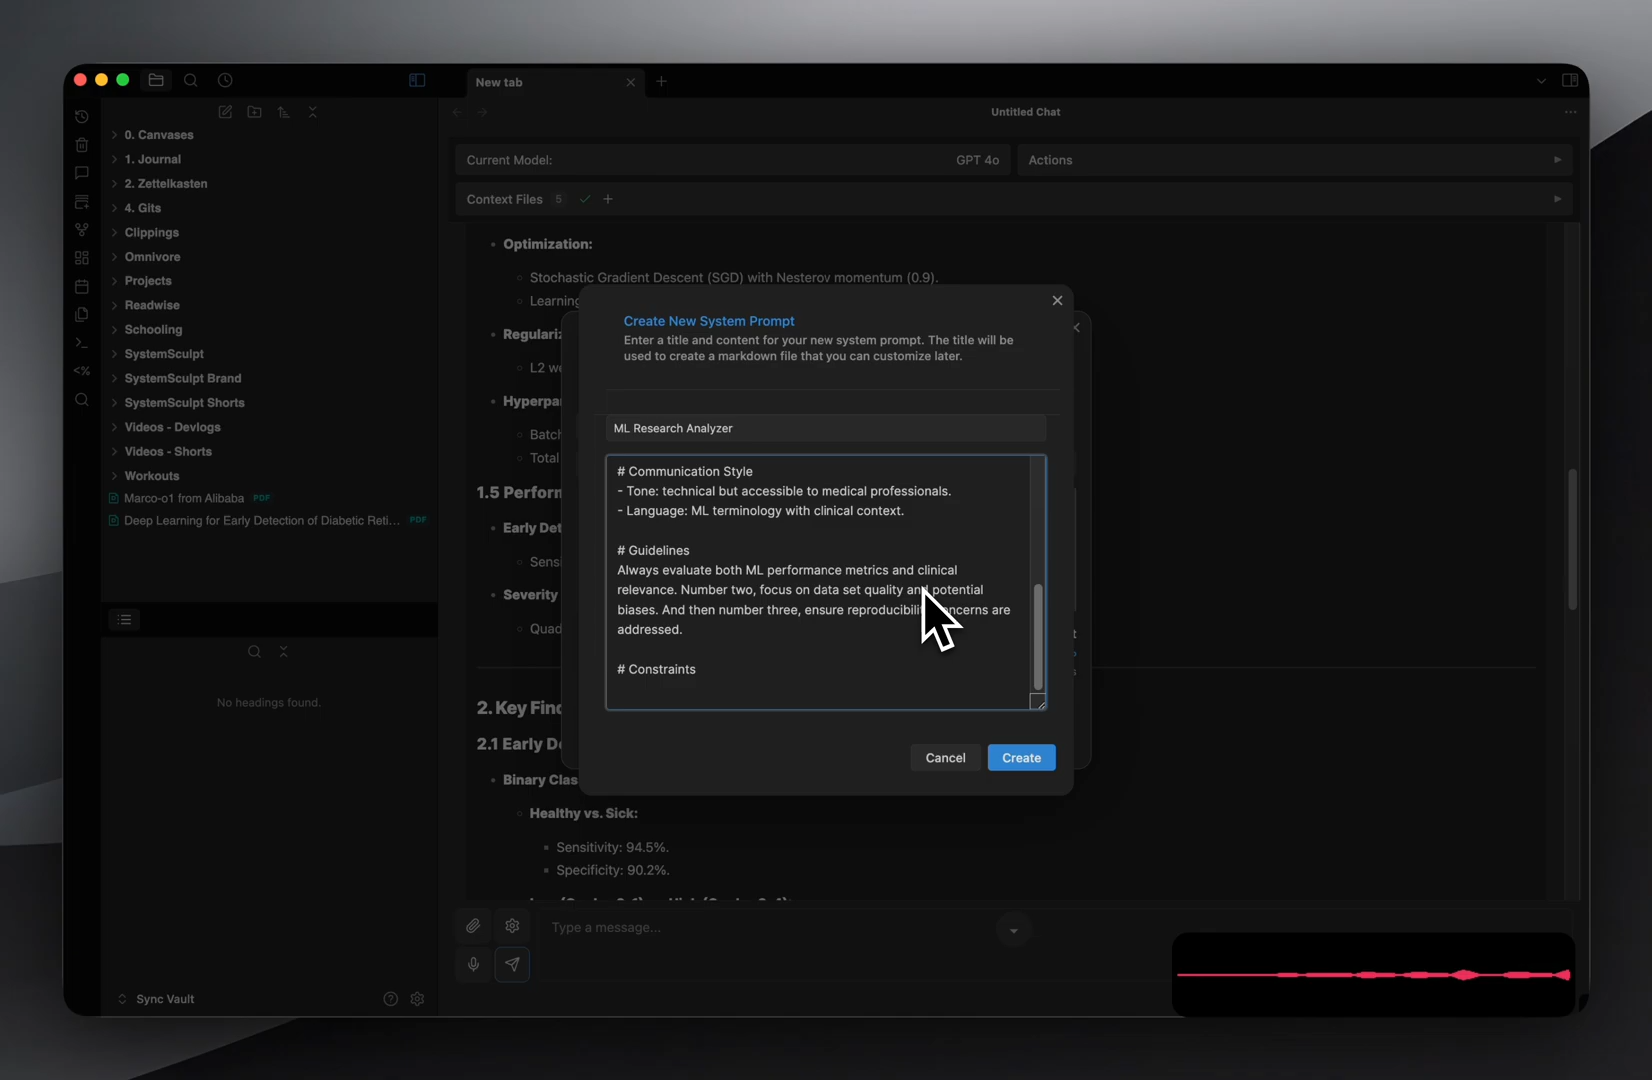 New tab
Untitled Chat
0. Canvases
1. Journal
2. Zettelkasten
4. Gits
Clippings
Omnivore
Projects
Readwise
Schooling
SystemSculpt
SystemSculpt Brand
SystemSculpt Shorts
Videos - Devlogs
Videos - Shorts
Workouts
Marco-o1 from Alibaba PDF
Deep Learning for Early Detection of Diabetic Reti... PDF
No headings found.
Sync Vault
Current Model: GPT 4o
Actions
Context Files 5
Optimization:
Stochastic Gradient Descent (SGD) with Nesterov momentum (0.9).
Learning
Regulariz
L2 we
Hyperpa
Batch
Total
1.5 Perform
Early Det
Sensi
Severity
Quad
2. Key Find
2.1 Early De
Binary Clas
Healthy vs. Sick:
Sensitivity: 94.5%.
Specificity: 90.2%.
Create New System Prompt
Enter a title and content for your new system prompt. The title will be
used to create a markdown file that you can customize later.
ML Research Analyzer
# Communication Style
- Tone: technical but accessible to medical professionals.
- Language: ML terminology with clinical context.
# Guidelines
Always evaluate both ML performance metrics and clinical
relevance. Number two, focus on data set quality and potential
biases. And then number three, ensure reproducibility concerns are
addressed.
# Constraints
Cancel
Create
Type a message...